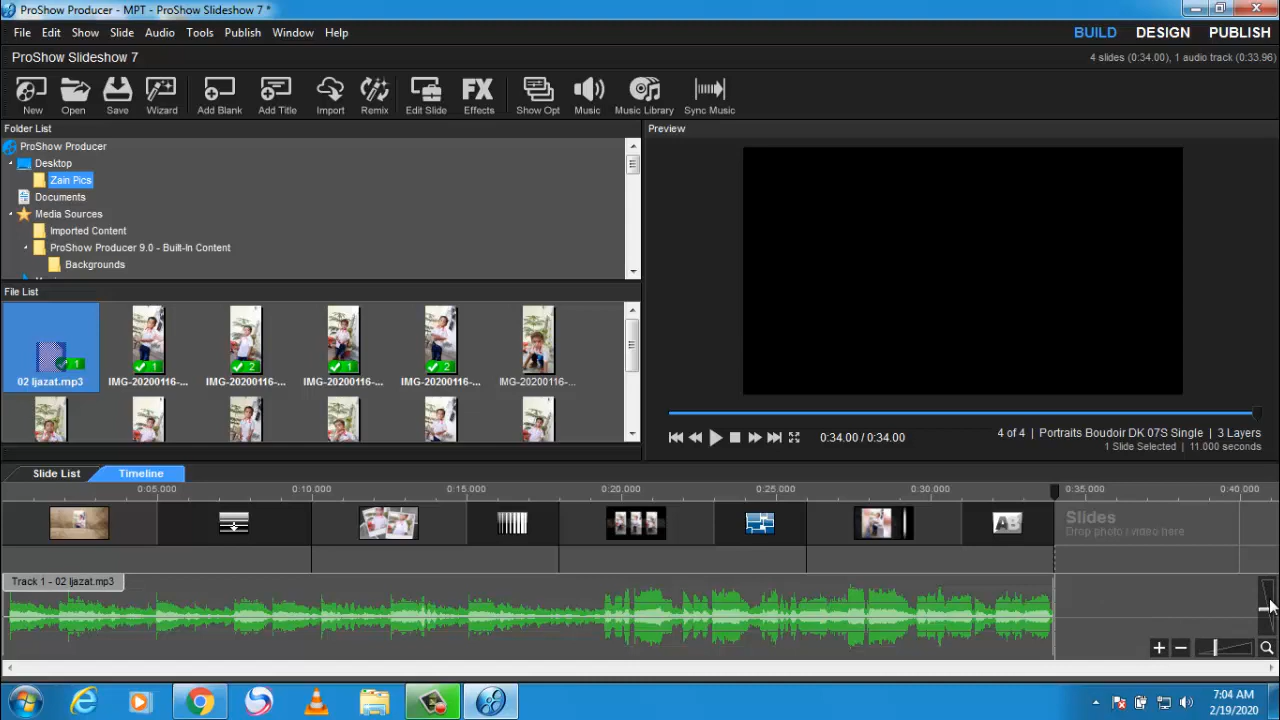 ProShow Producer - MPT - ProShow Slideshow 7 *
File Edit Show Slide Audio Tools Publish Window Help
BUILD DESIGN PUBLISH
ProShow Slideshow 7
4 slides (0:34.00), 1 audio track (0:33.96)
New Open Save Wizard Add Blank Add Title Import Remix Edit Slide FX Effects Show Opt Music Music Library Sync Music
Folder List
Preview
ProShow Producer
Desktop
Zain Pics
Documents
Media Sources
Imported Content
ProShow Producer 9.0 - Built-In Content
Backgrounds
File List
1 1 2 1 2
02 Ijazat.mp3 IMG-20200116-... IMG-20200116-... IMG-20200116-... IMG-20200116-... IMG-20200116-...
0:34.00 / 0:34.00
4 of 4 | Portraits Boudoir DK 07S Single | 3 Layers
1 Slide Selected | 11.000 seconds
Slide List Timeline
0:05.000 0:10.000 0:15.000 0:20.000 0:25.000 0:30.000 0:35.000 0:40.000
AB
Slides
Drop photo / video here
Track 1 - 02 Ijazat.mp3
7:04 AM
2/19/2020